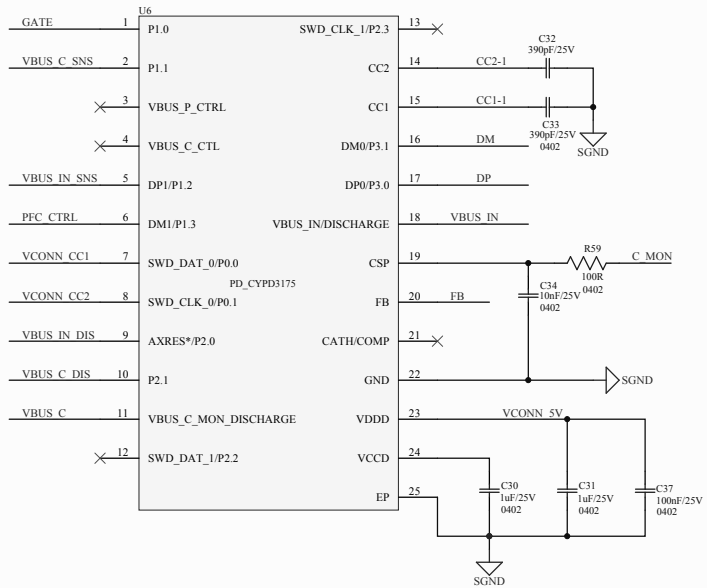 U6
GATE 1 P1.0
VBUS_C_SNS 2 P1.1
3 VBUS_P_CTRL
4 VBUS_C_CTL
VBUS_IN_SNS 5 DP1/P1.2
PFC_CTRL 6 DM1/P1.3
VCONN_CC1 7 SWD_DAT_0/P0.0
VCONN_CC2 8 SWD_CLK_0/P0.1
VBUS_IN_DIS 9 AXRES*/P2.0
VBUS_C_DIS 10 P2.1
VBUS_C 11 VBUS_C_MON_DISCHARGE
12 SWD_DAT_1/P2.2
PD_CYPD3175
SWD_CLK_1/P2.3 13
CC2 14 CC2-1
CC1 15 CC1-1
DM0/P3.1 16 DM
DP0/P3.0 17 DP
VBUS_IN/DISCHARGE 18 VBUS_IN
CSP 19
FB 20 FB
CATH/COMP 21
GND 22
VDDD 23 VCONN_5V
VCCD 24
EP 25
C32
390pF/25V
C33
390pF/25V
0402
SGND
R59
100R
0402
C_MON
C34
10nF/25V
0402
SGND
C30
1uF/25V
0402
C31
1uF/25V
0402
C37
100nF/25V
0402
SGND